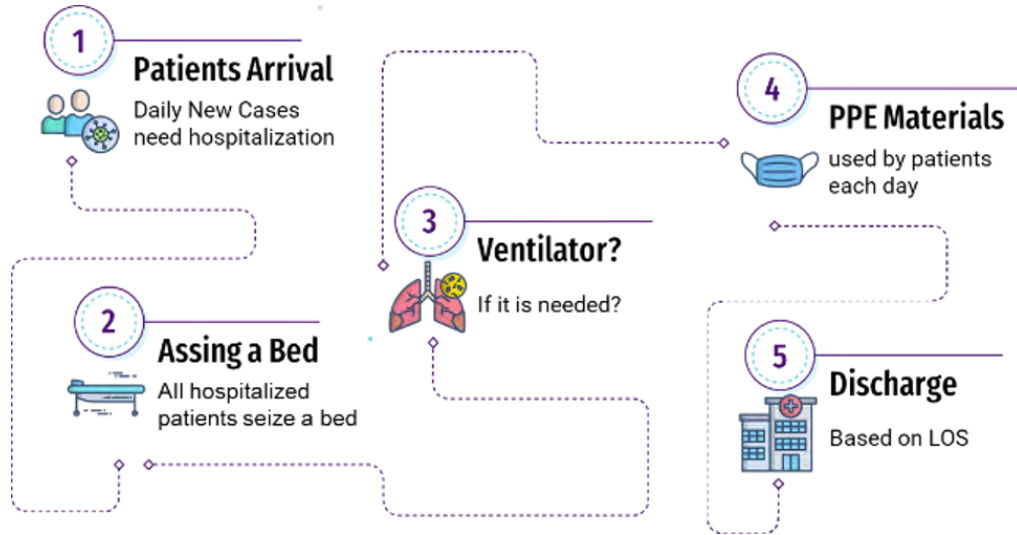 1
Patients Arrival
Daily New Cases
need hospitalization
2
Assing a Bed
All hospitalized
patients seize a bed
3
Ventilator?
If it is needed?
4
PPE Materials
used by patients
each day
5
Discharge
Based on LOS